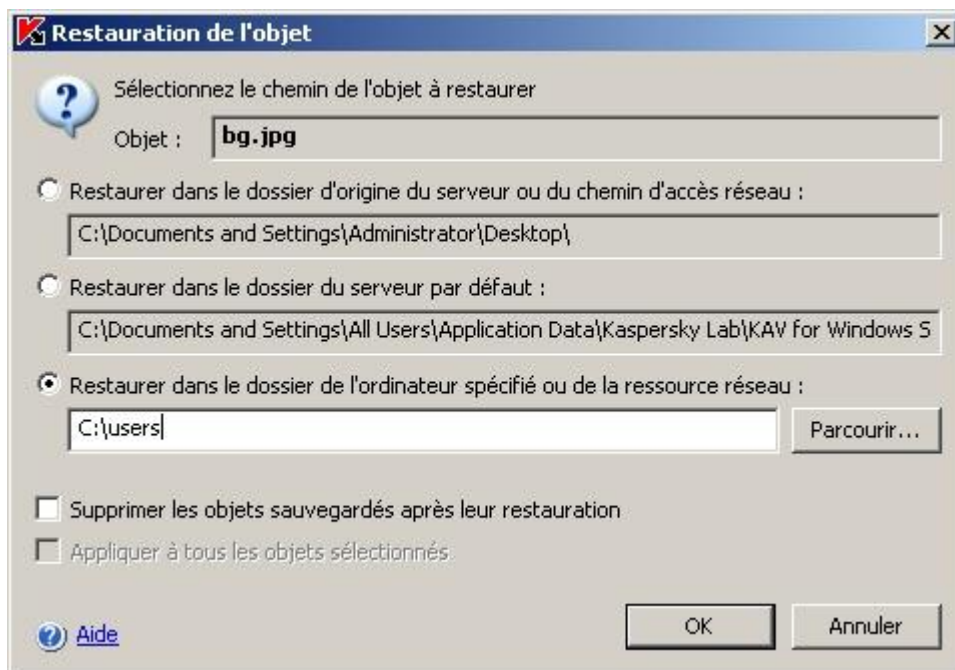 Restauration de l'objet
Sélectionnez le chemin de l'objet à restaurer
Objet : bg.jpg
Restaurer dans le dossier d'origine du serveur ou du chemin d'accès réseau :
C:\Documents and Settings\Administrator\Desktop\
Restaurer dans le dossier du serveur par défaut :
C:\Documents and Settings\All Users\Application Data\Kaspersky Lab\KAV for Windows S
Restaurer dans le dossier de l'ordinateur spécifié ou de la ressource réseau :
C:\users
Parcourir...
Supprimer les objets sauvegardés après leur restauration
Appliquer à tous les objets sélectionnés
Aide
OK
Annuler